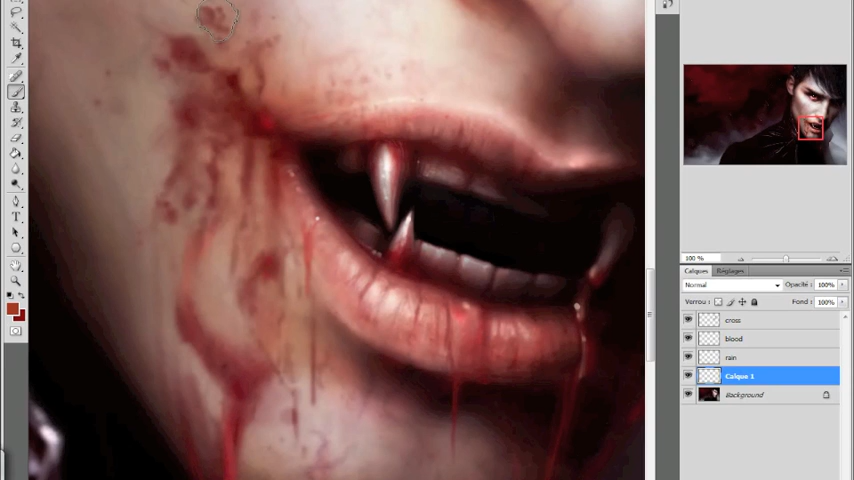 100 %
Calques Réglages
Normal Opacité : 100%
Verrou : Fond : 100%
cross
blood
rain
Calque 1
Background